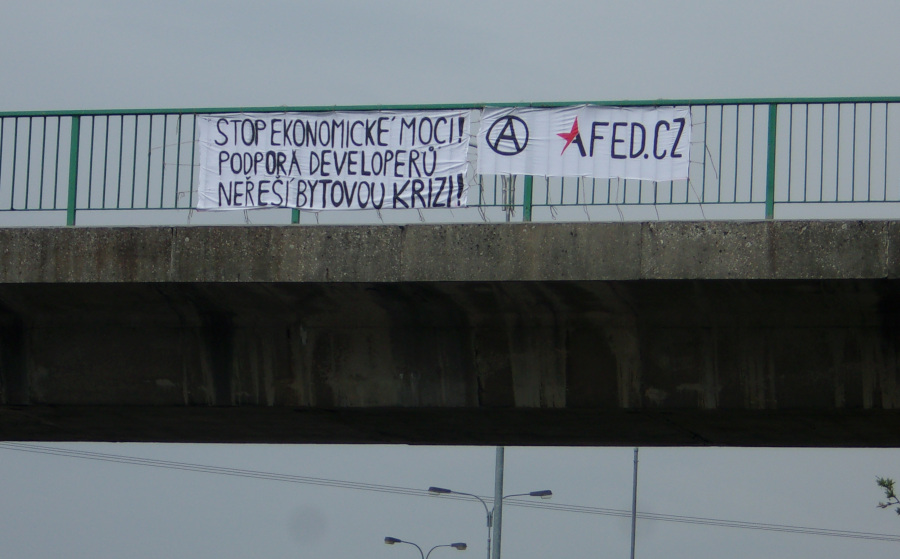 STOP EKONOMICKÉ MOCI!
PODPORA DEVELOPERŮ
NEŘEŠÍ BYTOVOU KRIZI!
A AFED.CZ